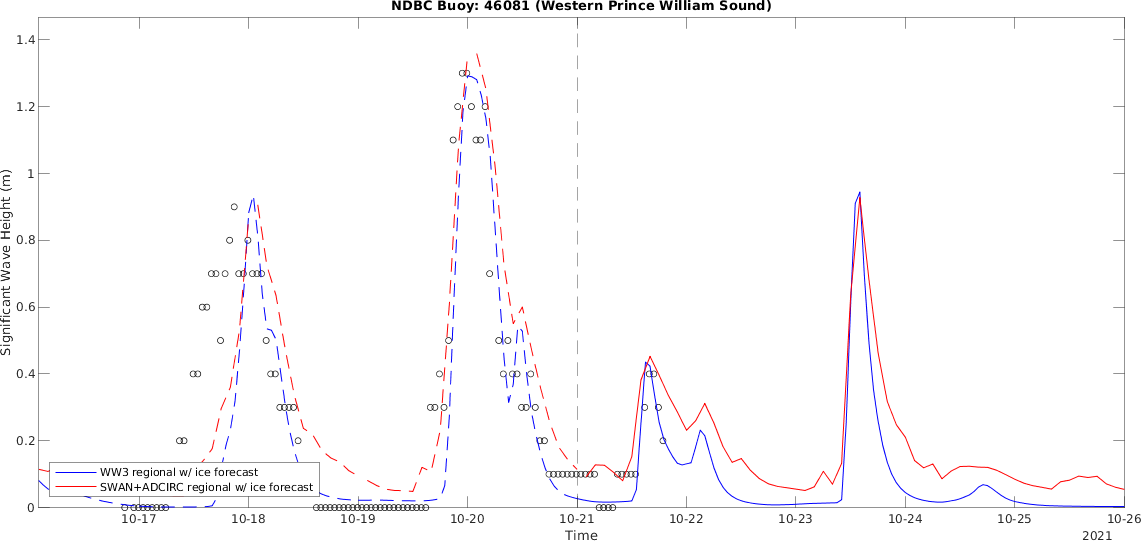 NDBC Buoy: 46081 (Western Prince William Sound)
1.4
1.2
1
0.8
0.6
0.4
0.2
0
Significant Wave Height (m)
WW3 regional w/ ice forecast
SWAN+ADCIRC regional w/ ice forecast
10-17 10-18 10-19 10-20 10-21 10-22 10-23 10-24 10-25 10-26
Time
2021